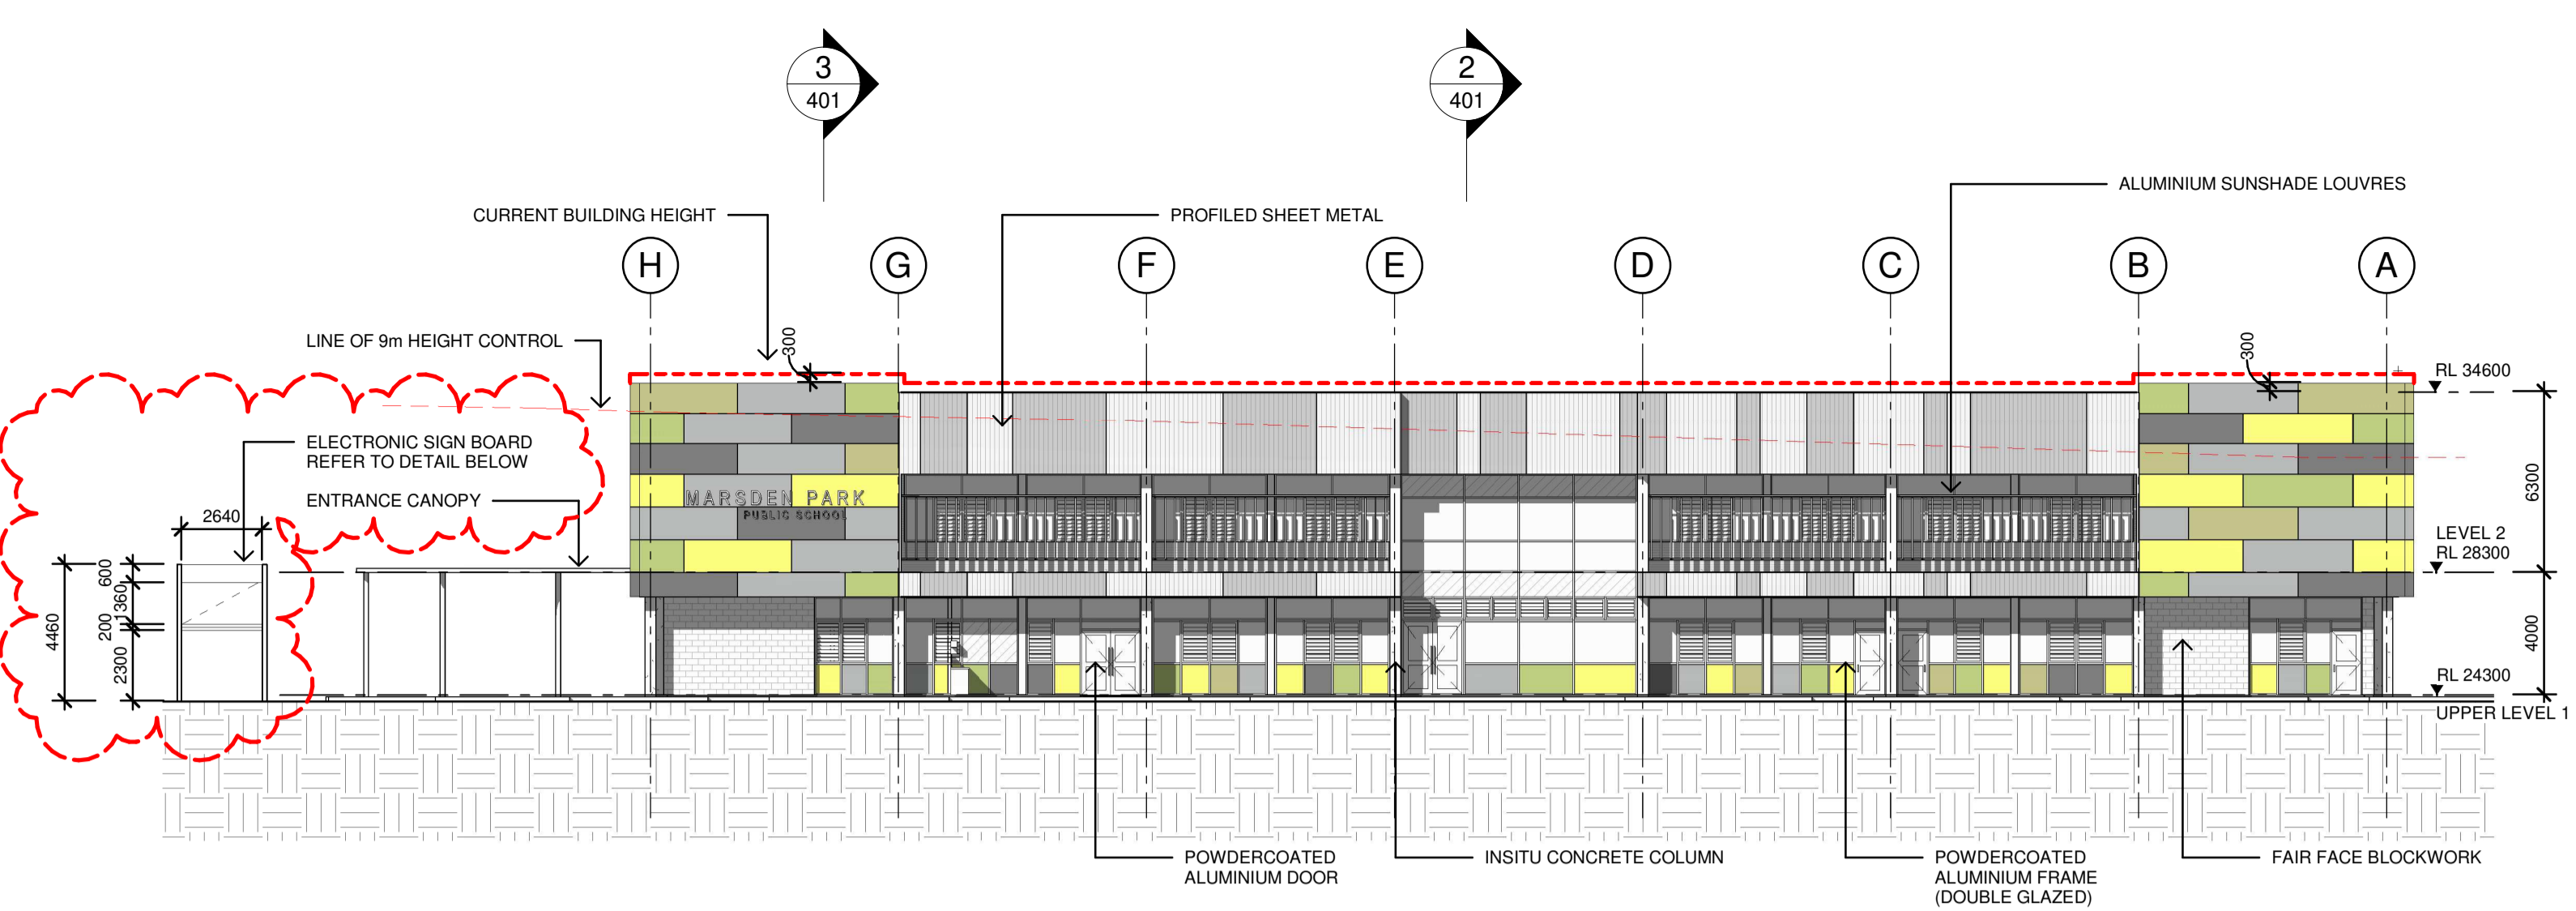 3
401
2
401
ALUMINIUM SUNSHADE LOUVRES
CURRENT BUILDING HEIGHT
PROFILED SHEET METAL
H
G
F
E
D
C
B
A
LINE OF 9m HEIGHT CONTROL
300
300
RL 34600
ELECTRONIC SIGN BOARD
REFER TO DETAIL BELOW
ENTRANCE CANOPY
MARSDEN PARK
PUBLIC SCHOOL
2640
6300
LEVEL 2
RL 28300
600
1360
200
2300
4460
4000
RL 24300
UPPER LEVEL 1
POWDERCOATED
ALUMINIUM DOOR
INSITU CONCRETE COLUMN
POWDERCOATED
ALUMINIUM FRAME
(DOUBLE GLAZED)
FAIR FACE BLOCKWORK